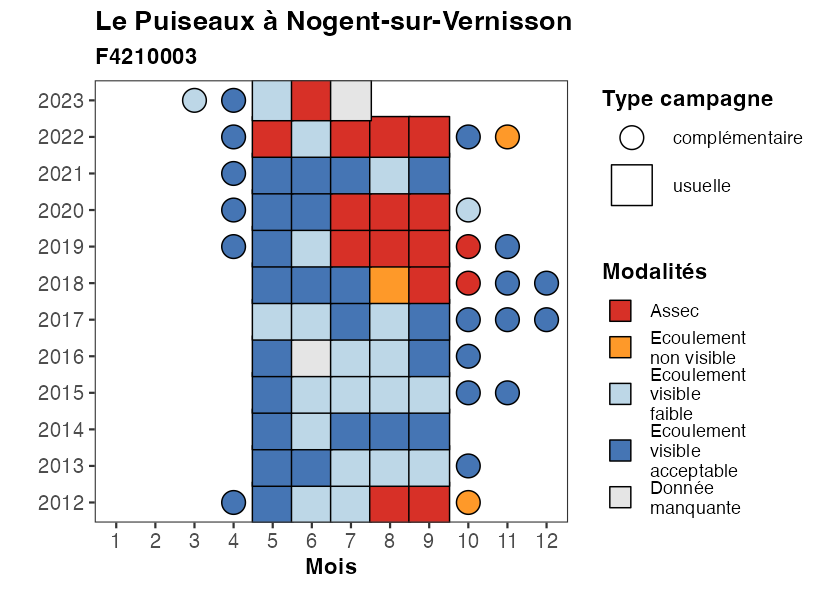 Le Puiseaux à Nogent-sur-Vernisson
F4210003
2023
2022
2021
2020
2019
2018
2017
2016
2015
2014
2013
2012
1 2 3 4 5 6 7 8 9 10 11 12
Mois
Type campagne
complémentaire
usuelle
Modalités
Assec
Ecoulement
non visible
Ecoulement
visible
faible
Ecoulement
visible
acceptable
Donnée
manquante